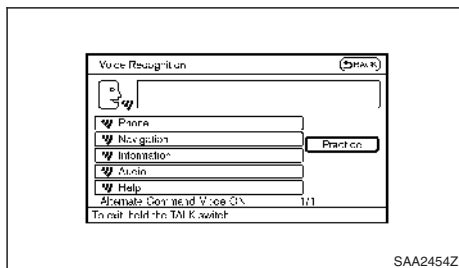 Voice Recognition BACK
Phone
Navigation
Practice
Information
Audio
Help
Alternate Command Mode ON 1/1
To exit, hold the TALK switch
SAA2454Z